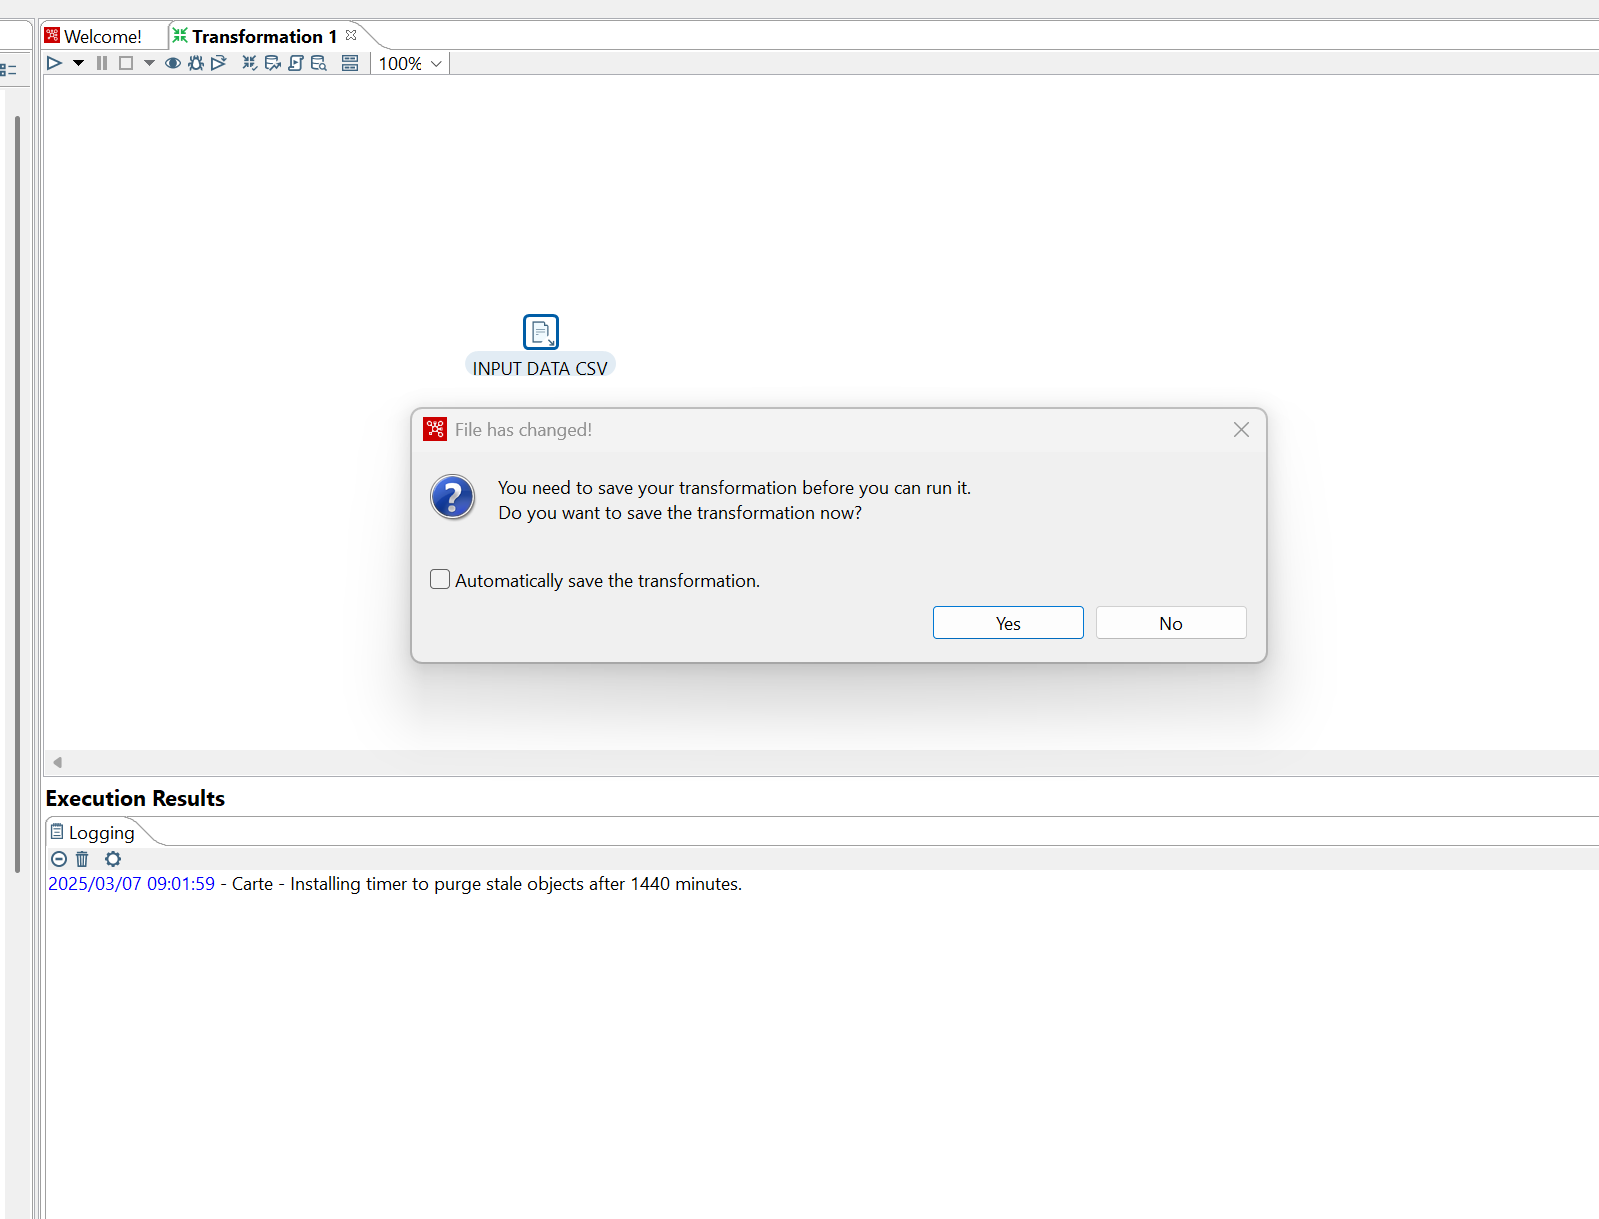 Welcome!
Transformation 1
100%
INPUT DATA CSV
File has changed!
You need to save your transformation before you can run it.
Do you want to save the transformation now?
Automatically save the transformation.
Yes
No
Execution Results
Logging
2025/03/07 09:01:59 - Carte - Installing timer to purge stale objects after 1440 minutes.